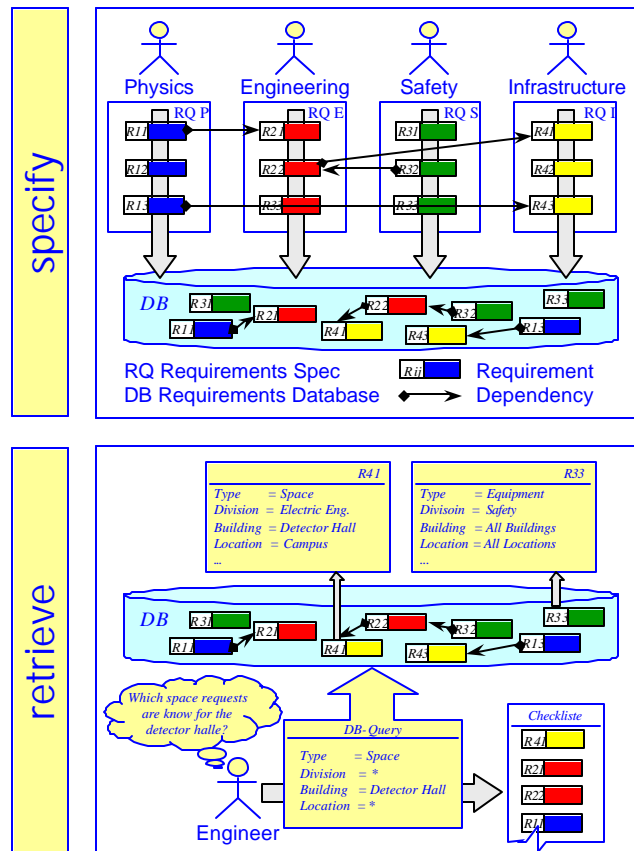 specify
Physics Engineering Safety Infrastructure
RQ P RQ E RQ S RQ I
R11 R21 R31 R41
R12 R22 R32 R42
R13 R33 R33 R43
DB R31 R22 R33
R11 R21 R41 R32 R43 R13
RQ Requirements Spec Rij Requirement
DB Requirements Database Dependency
retrieve
R41
Type = Space
Division = Electric Eng.
Building = Detector Hall
Location = Campus
...
R33
Type = Equipment
Divisoin = Safety
Building = All Buildings
Location = All Locations
...
DB R31 R22 R33
R11 R21 R41 R32 R43 R13
Which space requests
are know for the
detector halle?
Engineer
DB-Query
Type = Space
Division = *
Building = Detector Hall
Location = *
Checkliste
R41
R21
R22
R11